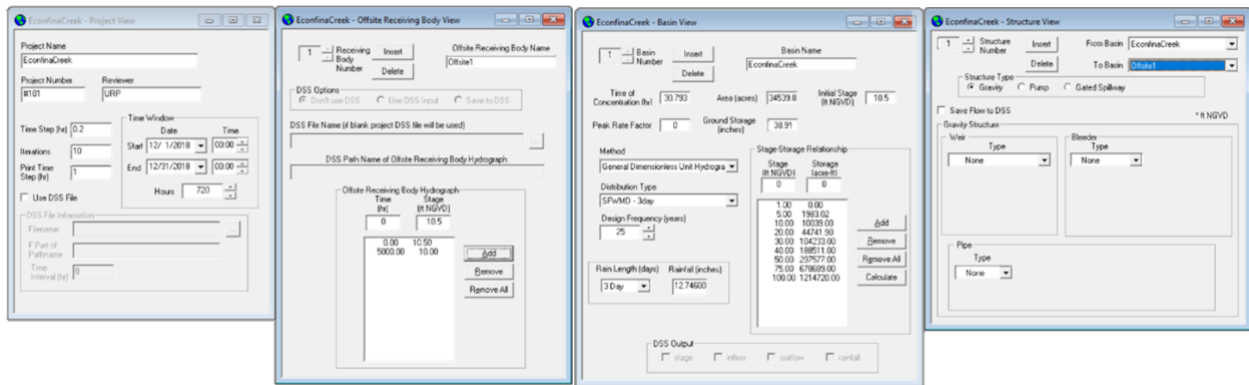 EconfinaCreek - Project View
Project Name
EconfinaCreek
Project Number Reviewer
#101 URP
Time Step (hr) 0.2
Iterations 10
Print Time Step (hr) 1
Time Window
Date Time
Start 12/ 1/2018 00:00
End 12/31/2018 00:00
Hours 720
Use DSS File
DSS File Information
Filename
F Part of Pathname
Time Interval (hr) 0
EconfinaCreek - Offsite Receiving Body View
1 Receiving Body Number
Insert
Delete
Offsite Receiving Body Name
Offsite1
DSS Options
Don't use DSS Use DSS Input Save to DSS
DSS File Name (if blank project DSS file will be used)
DSS Path Name of Offsite Receiving Body Hydrograph
Offsite Receiving Body Hydrograph
Time (hr) Stage (ft NGVD)
0 10.5
0.00 10.50
5000.00 10.00
Add
Remove
Remove All
EconfinaCreek - Basin View
1 Basin Number
Insert
Delete
Basin Name
EconfinaCreek
Time of Concentration (hr) 30.793
Area (acres) 34539.8
Initial Stage (ft NGVD) 10.5
Peak Rate Factor 0
Ground Storage (inches) 38.91
Method
General Dimensionless Unit Hydrogra
Distribution Type
SFWMD - 3day
Design Frequency (years)
25
Rain Length (days) Rainfall (inches)
3 Day 12.74600
Stage-Storage Relationship
Stage (ft NGVD) Storage (acre-ft)
0 0
1.00 0.00
5.00 1983.02
10.00 10039.00
20.00 44741.90
30.00 104233.00
40.00 188511.00
50.00 297577.00
75.00 678689.00
100.00 1214720.00
Add
Remove
Remove All
Calculate
DSS Output
stage inflow outflow rainfall
EconfinaCreek - Structure View
1 Structure Number
Insert
Delete
From Basin EconfinaCreek
To Basin Offsite1
Structure Type
Gravity Pump Gated Spillway
Save Flow to DSS
* ft NGVD
Gravity Structure
Weir
Type
None
Bleeder
Type
None
Pipe
Type
None